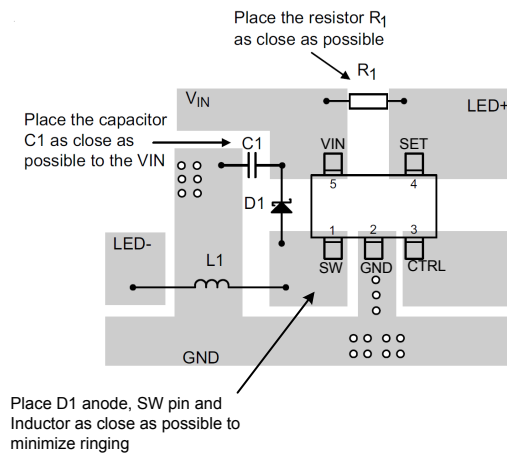 Place the resistor R1
as close as possible
R1
VIN
LED+
Place the capacitor
C1 as close as
possible to the VIN
C1
VIN
SET
5
4
D1
1
2
3
LED-
L1
SW
GND
CTRL
GND
Place D1 anode, SW pin and
Inductor as close as possible to
minimize ringing